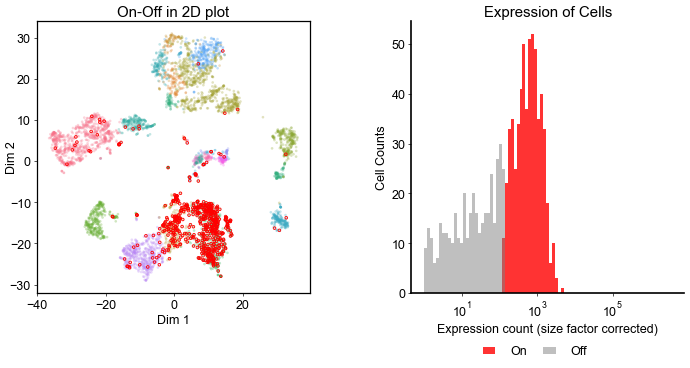 On-Off in 2D plot
30
20
10
0
−10
−20
−30
−40
−20
0
20
Dim 2
Dim 1
Expression of Cells
50
40
30
20
10
0
10^1
10^3
10^5
Cell Counts
Expression count (size factor corrected)
On
Off